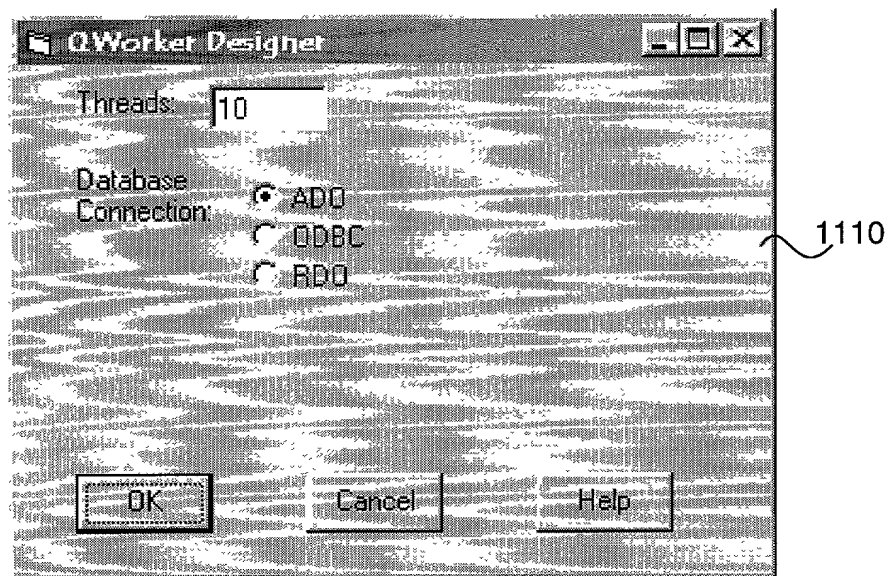 QWorker Designer
Threads: 10
Database
Connection:
ADO
ODBC
RDO
1110
OK Cancel Help